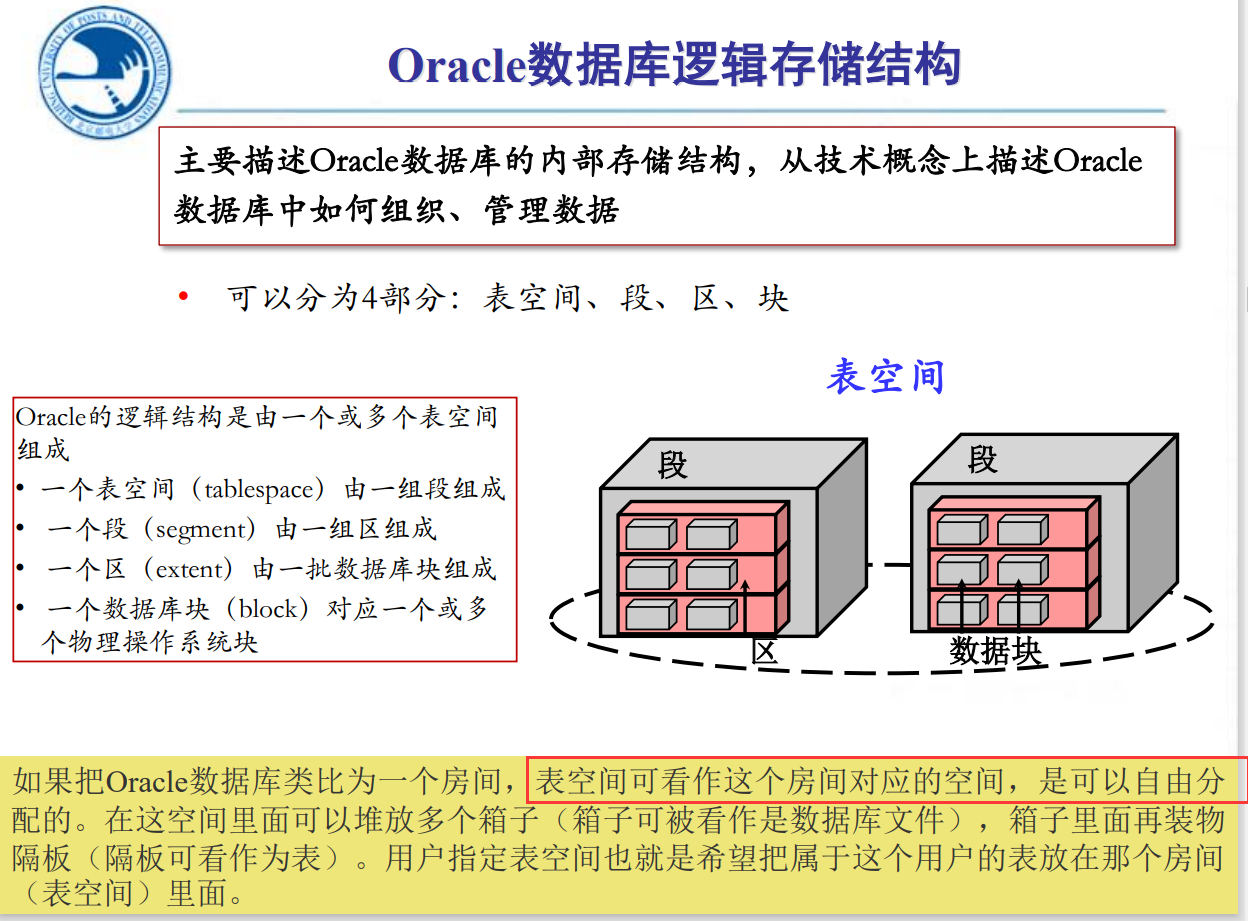 Oracle数据库逻辑存储结构
主要描述Oracle数据库的内部存储结构，从技术概念上描述Oracle
数据库中如何组织、管理数据
• 可以分为4部分：表空间、段、区、块
表空间
Oracle的逻辑结构是由一个或多个表空间
组成
• 一个表空间（tablespace）由一组段组成
• 一个段（segment）由一组区组成
• 一个区（extent）由一批数据库块组成
• 一个数据库块（block）对应一个或多
个物理操作系统块
段
段
区
数据块
如果把Oracle数据库类比为一个房间，表空间可看作这个房间对应的空间，是可以自由分
配的。在这空间里面可以堆放多个箱子（箱子可被看作是数据库文件），箱子里面再装物
隔板（隔板可看作为表）。用户指定表空间也就是希望把属于这个用户的表放在那个房间
（表空间）里面。